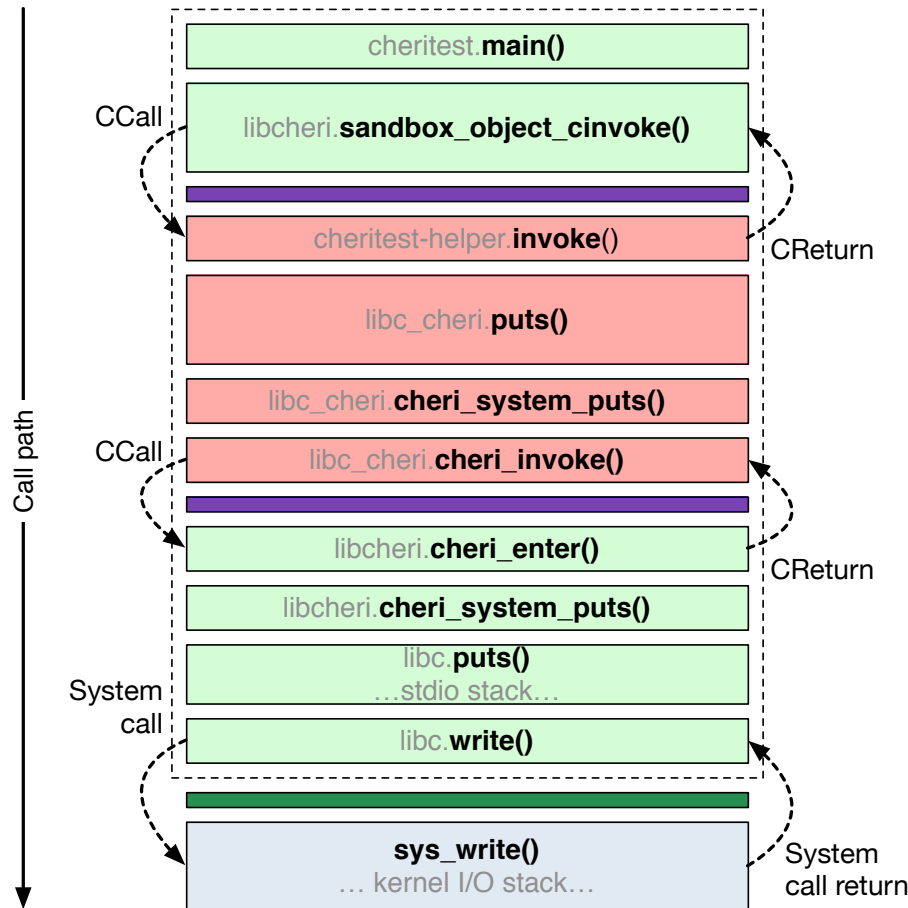 cheritest.main()
CCall
libcheri.sandbox_object_cinvoke()
cheritest-helper.invoke()
CReturn
libc_cheri.puts()
libc_cheri.cheri_system_puts()
Call path
CCall
libc_cheri.cheri_invoke()
libcheri.cheri_enter()
CReturn
libcheri.cheri_system_puts()
libc.puts()
…stdio stack…
System
call
libc.write()
sys_write()
… kernel I/O stack…
System
call return